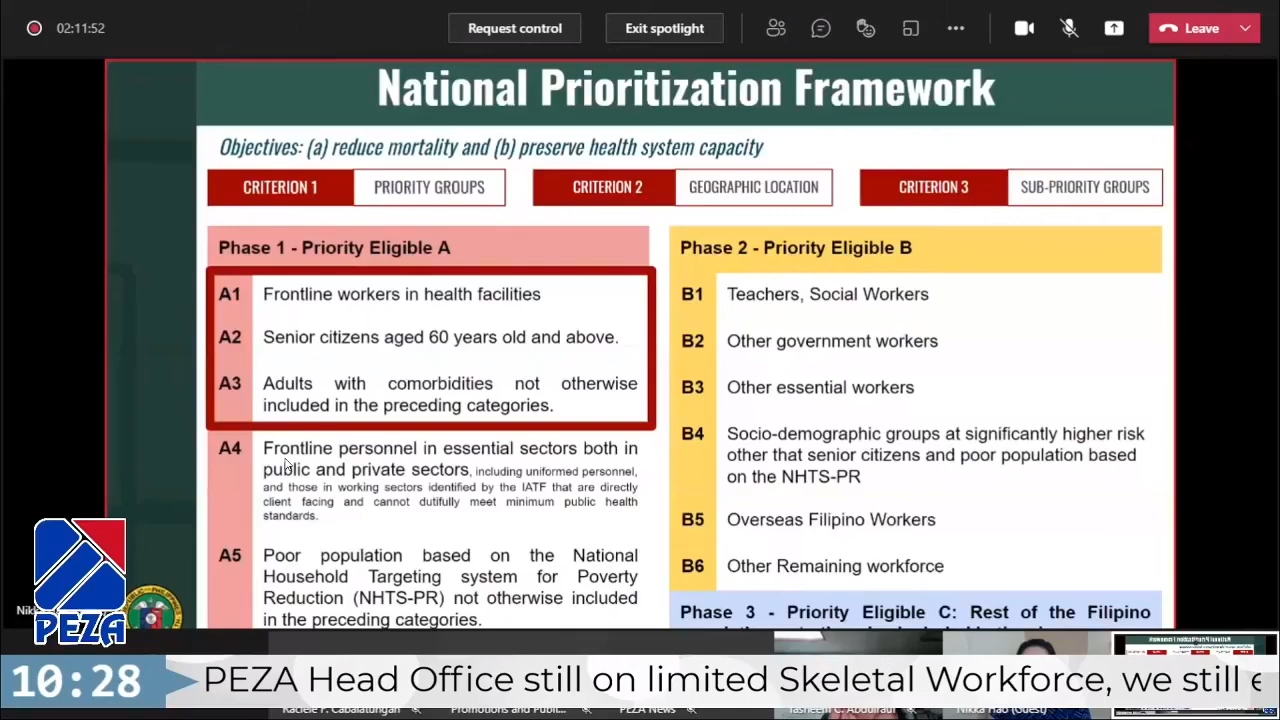 02:11:52
Request control
Exit spotlight
Leave
National Prioritization Framework
Objectives: (a) reduce mortality and (b) preserve health system capacity
CRITERION 1 PRIORITY GROUPS
CRITERION 2 GEOGRAPHIC LOCATION
CRITERION 3 SUB-PRIORITY GROUPS
Phase 1 - Priority Eligible A
A1 Frontline workers in health facilities
A2 Senior citizens aged 60 years old and above.
A3 Adults with comorbidities not otherwise
included in the preceding categories.
A4 Frontline personnel in essential sectors both in
public and private sectors, including uniformed personnel,
and those in working sectors identified by the IATF that are directly
client facing and cannot dutifully meet minimum public health
standards.
A5 Poor population based on the National
Household Targeting system for Poverty
Reduction (NHTS-PR) not otherwise included
in the preceding categories.
Phase 2 - Priority Eligible B
B1 Teachers, Social Workers
B2 Other government workers
B3 Other essential workers
B4 Socio-demographic groups at significantly higher risk
other that senior citizens and poor population based
on the NHTS-PR
B5 Overseas Filipino Workers
B6 Other Remaining workforce
Phase 3 - Priority Eligible C: Rest of the Filipino
PEZA
10:28
PEZA Head Office still on limited Skeletal Workforce, we still e
PEZA News